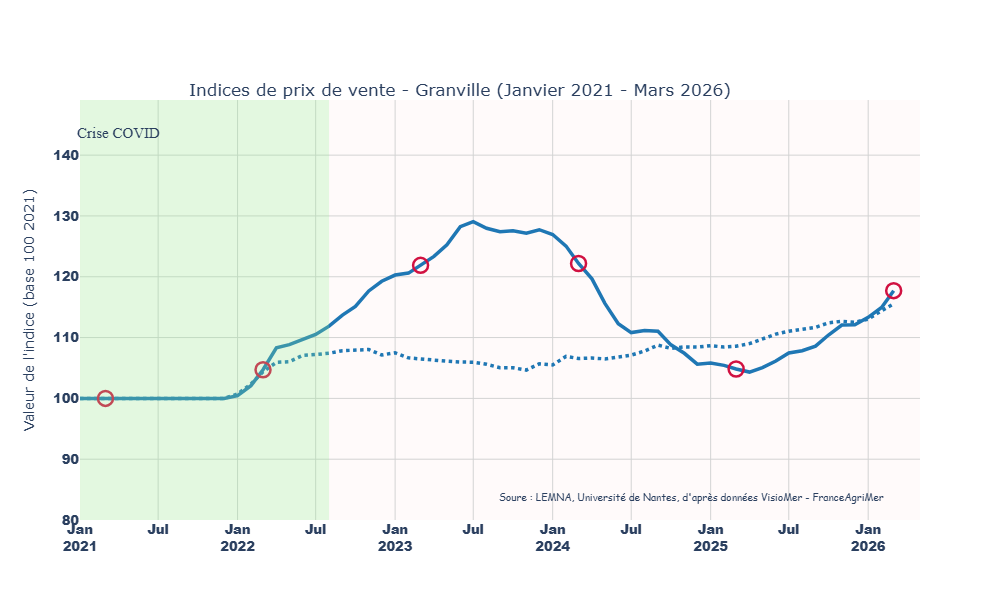 Indices de prix de vente - Granville (Janvier 2021 - Mars 2026)
Crise COVID
Valeur de l'indice (base 100 2021)
140
130
120
110
100
90
80
Soure : LEMNA, Université de Nantes, d'après données VisioMer - FranceAgriMer
Jan Jul Jan Jul Jan Jul Jan Jul Jan Jul Jan
2021 2022 2023 2024 2025 2026